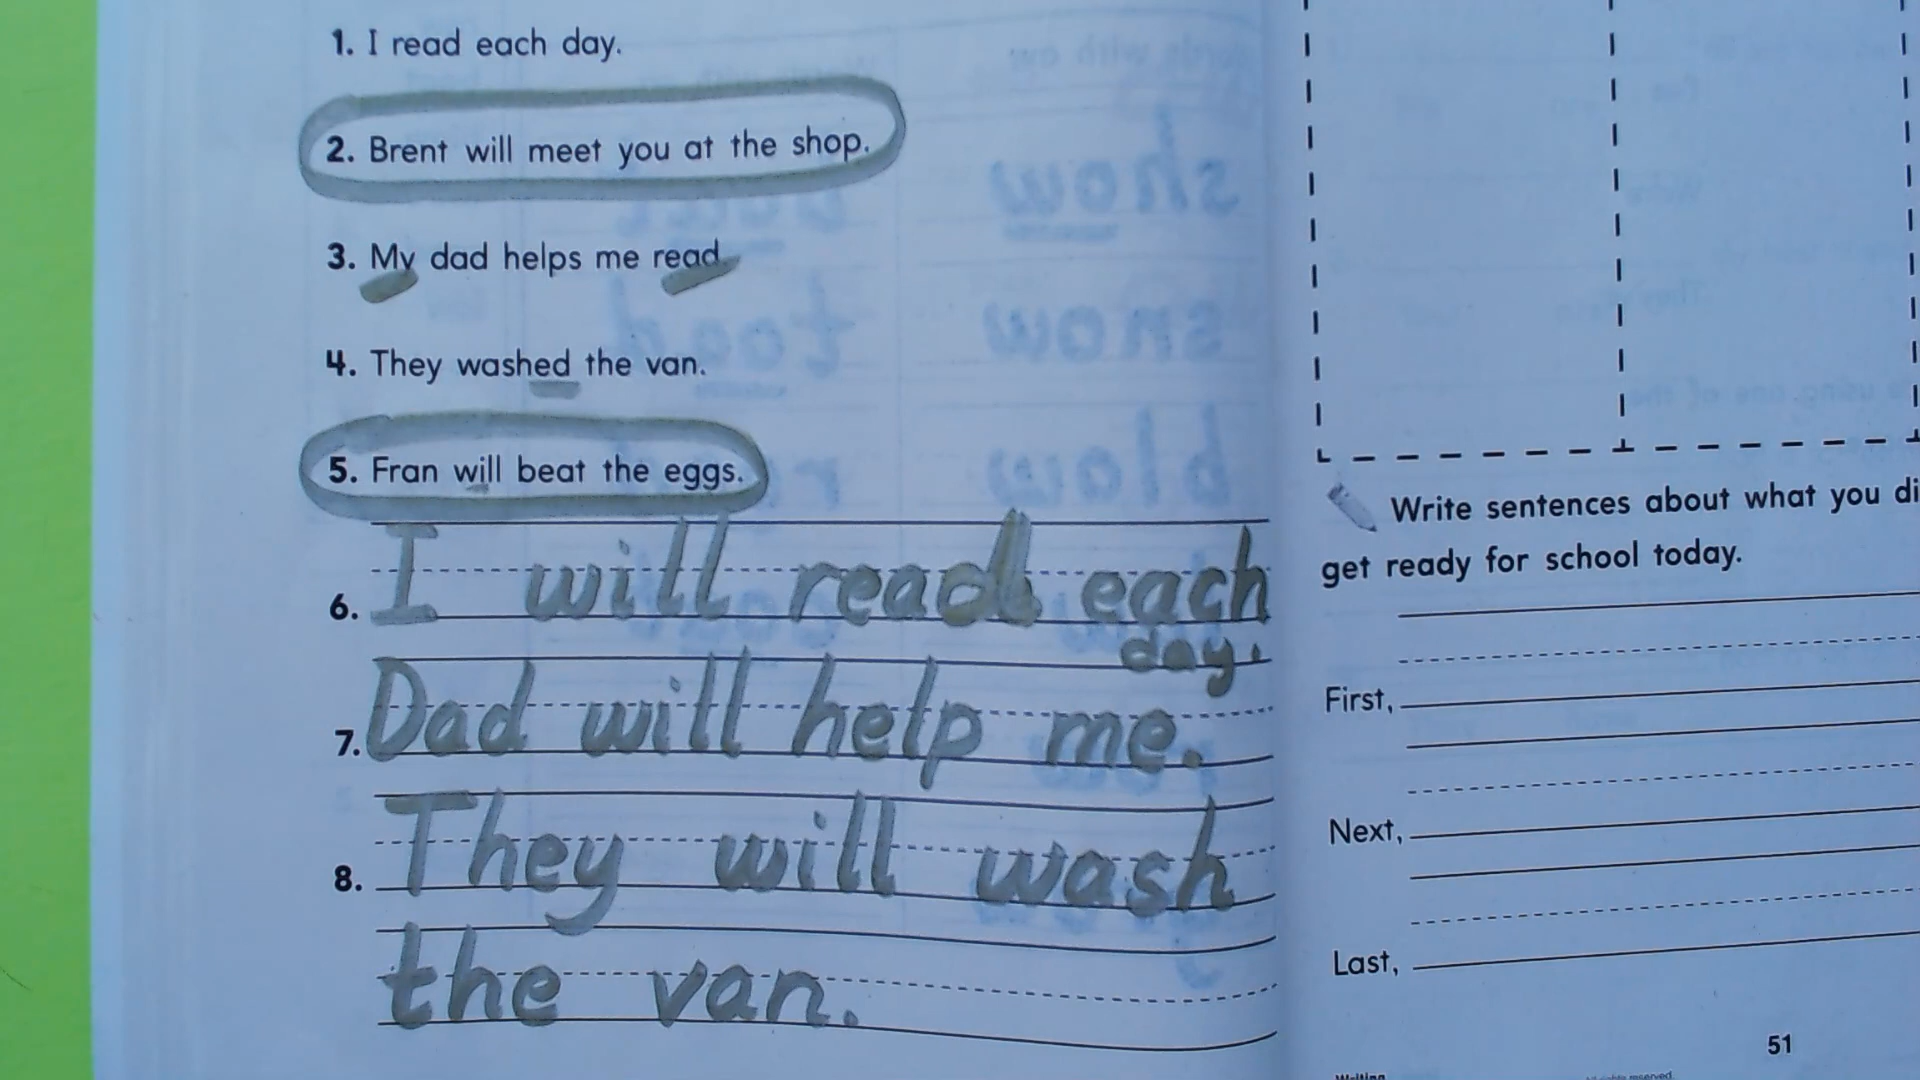 1. I read each day.
2. Brent will meet you at the shop.
3. My dad helps me read.
4. They washed the van.
5. Fran will beat the eggs.
6. I will read each
day.
7. Dad will help me.
8. They will wash
the van.
Write sentences about what you di
get ready for school today.
First,
Next,
Last,
51